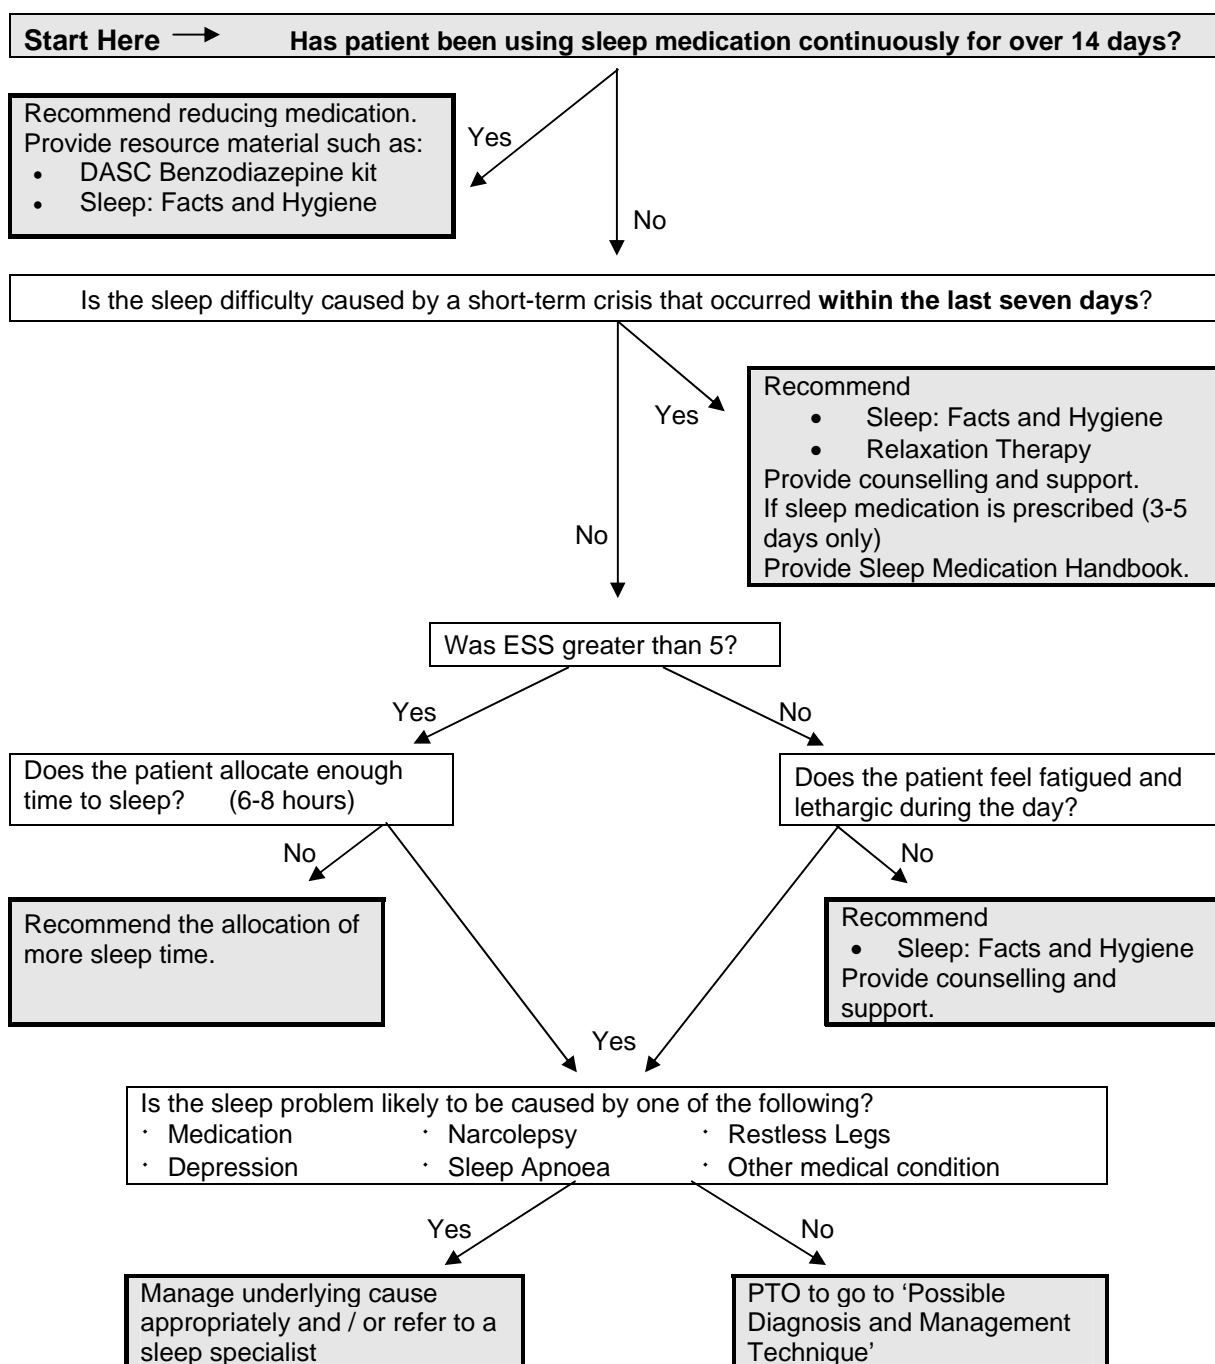 Start Here Has patient been using sleep medication continuously for over 14 days?
Recommend reducing medication.
Provide resource material such as:
• DASC Benzodiazepine kit
• Sleep: Facts and Hygiene
Yes
No
Is the sleep difficulty caused by a short-term crisis that occurred within the last seven days?
Yes
Recommend
• Sleep: Facts and Hygiene
• Relaxation Therapy
Provide counselling and support.
If sleep medication is prescribed (3-5
days only)
Provide Sleep Medication Handbook.
No
Was ESS greater than 5?
Yes
No
Does the patient allocate enough
time to sleep? (6-8 hours)
Does the patient feel fatigued and
lethargic during the day?
No
No
Recommend the allocation of
more sleep time.
Recommend
• Sleep: Facts and Hygiene
Provide counselling and
support.
Yes
Is the sleep problem likely to be caused by one of the following?
· Medication · Narcolepsy · Restless Legs
· Depression · Sleep Apnoea · Other medical condition
Yes
No
Manage underlying cause
appropriately and / or refer to a
sleep specialist
PTO to go to ‘Possible
Diagnosis and Management
Technique’